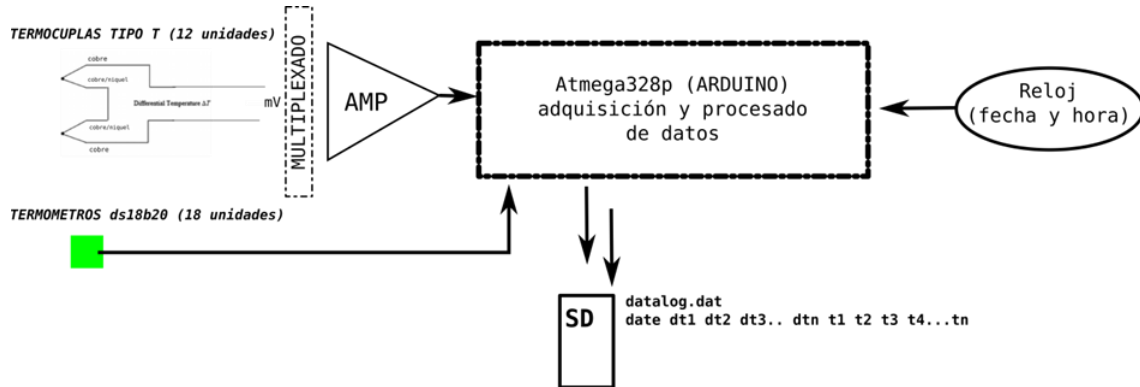 TERMOCUPLAS TIPO T (12 unidades)
cobre
cobre/niquel
Differential Temperature ΔT
cobre/niquel
cobre
mV
MULTIPLEXADO
AMP
Atmega328p (ARDUINO)
adquisición y procesado
de datos
Reloj
(fecha y hora)
TERMOMETROS ds18b20 (18 unidades)
SD
datalog.dat
date dt1 dt2 dt3.. dtn t1 t2 t3 t4...tn